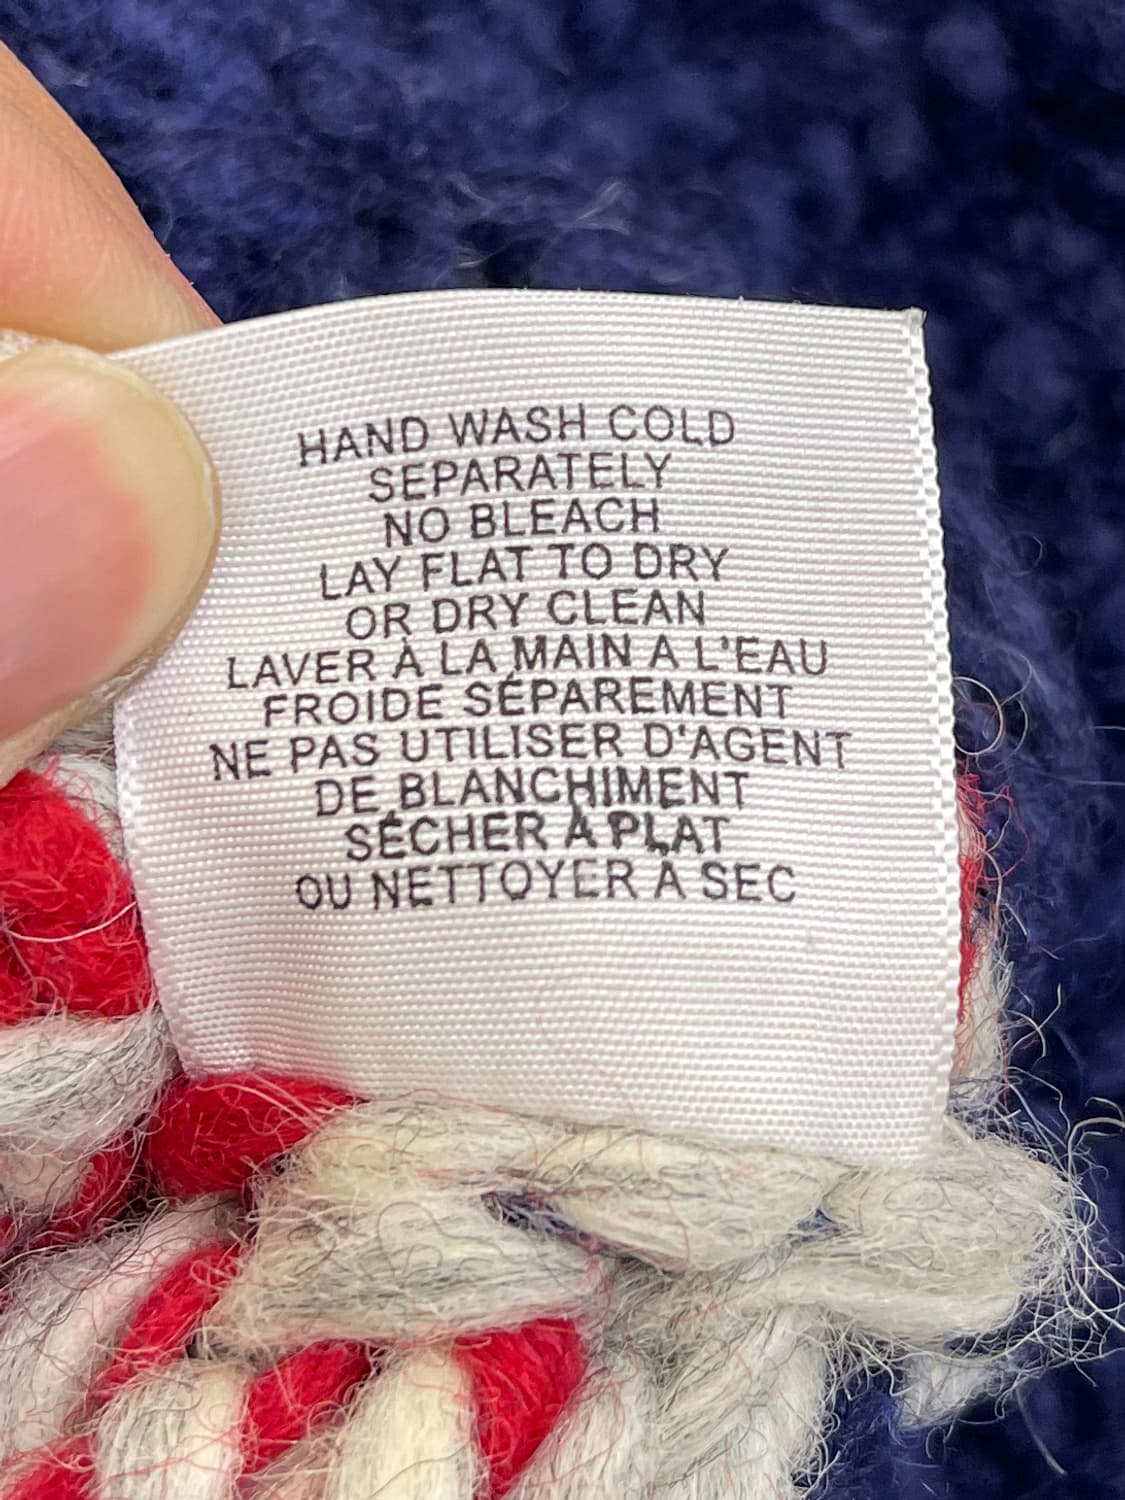 HAND WASH COLD
SEPARATELY
NO BLEACH
LAY FLAT TO DRY
OR DRY CLEAN
LAVER À LA MAIN A L'EAU
FROIDE SÉPAREMENT
NE PAS UTILISER D'AGENT
DE BLANCHIMENT
SÉCHER À PLAT
OU NETTOYER À SEC